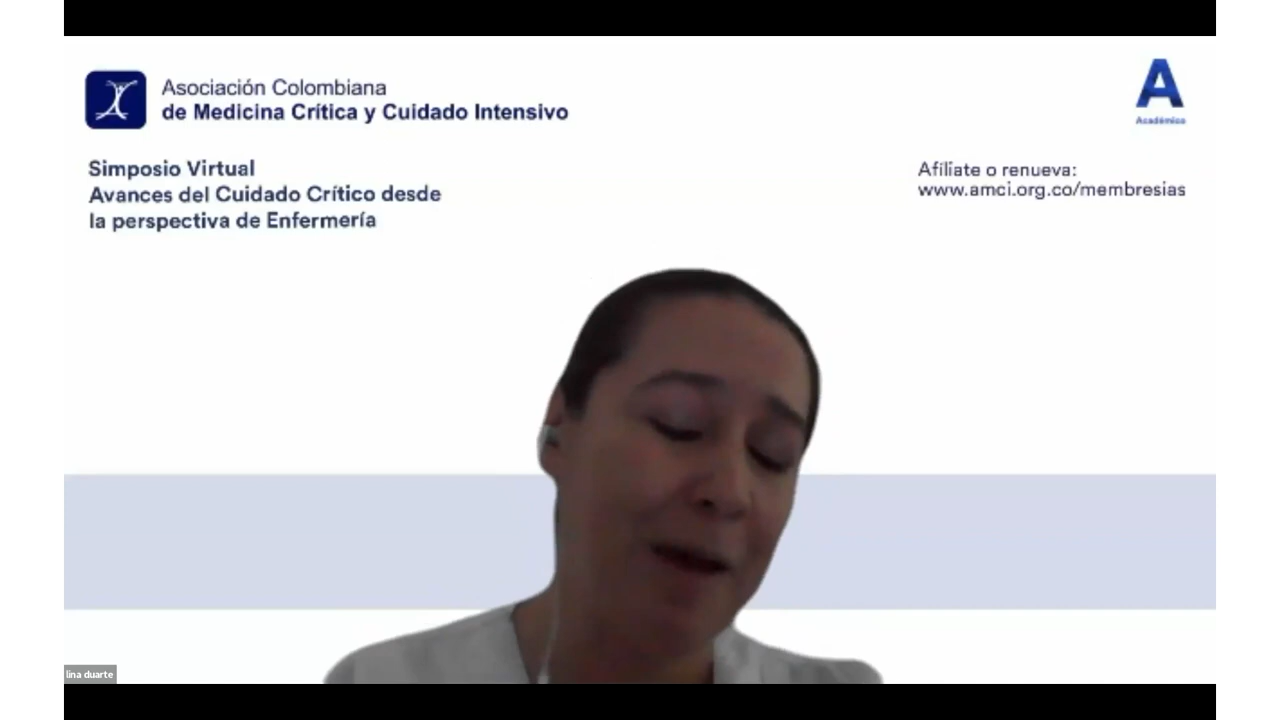 Asociación Colombiana
de Medicina Crítica y Cuidado Intensivo
A
Académica
Simposio Virtual
Avances del Cuidado Crítico desde
la perspectiva de Enfermería
Afíliate o renueva:
www.amci.org.co/membresias
lina duarte